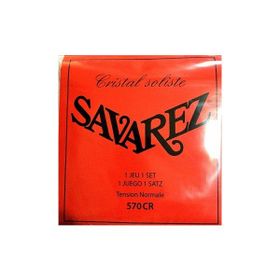 Cristal soliste
SAVAREZ
1 JEU 1 SET
1 JUEGO 1 SATZ
Tension Normale
570CR